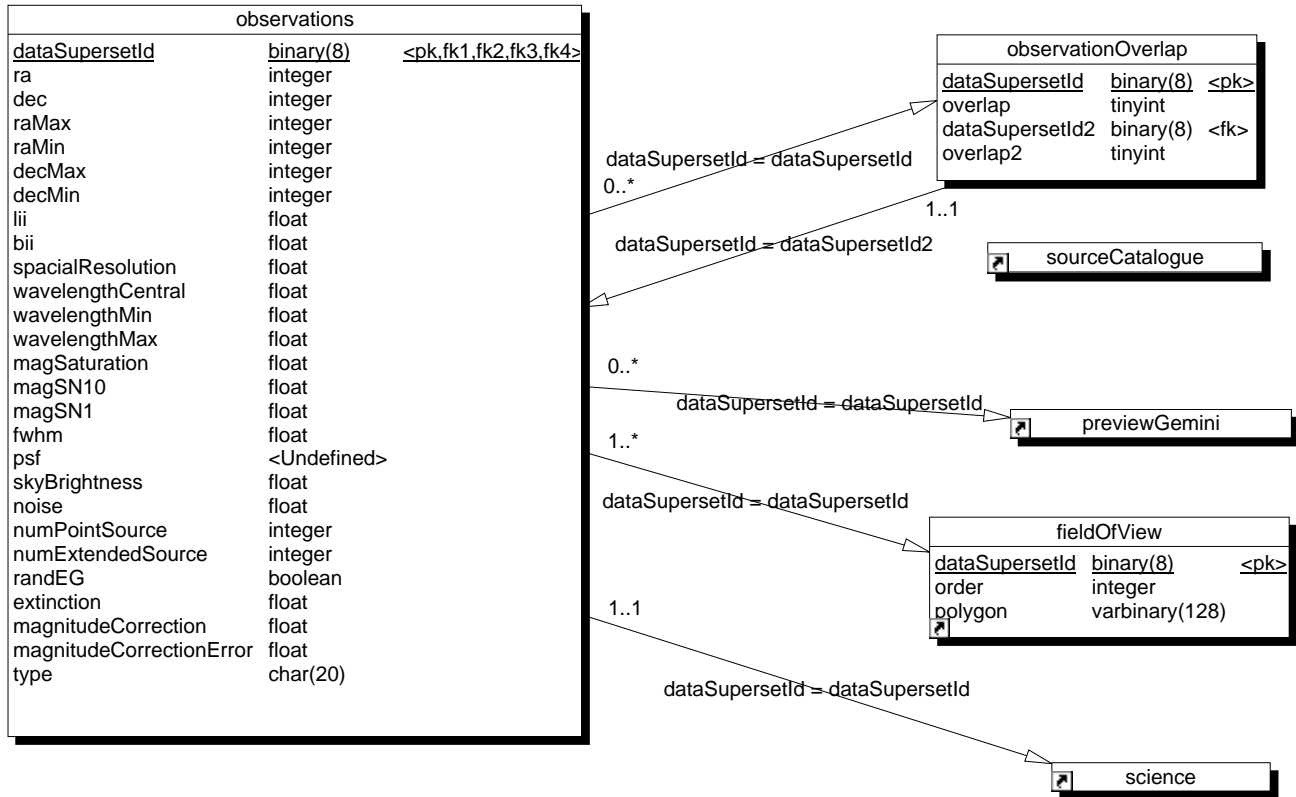 observations
dataSupersetId binary(8) <pk,fk1,fk2,fk3,fk4>
ra integer
dec integer
raMax integer
raMin integer
decMax integer
decMin integer
lii float
bii float
spacialResolution float
wavelengthCentral float
wavelengthMin float
wavelengthMax float
magSaturation float
magSN10 float
magSN1 float
fwhm float
psf <Undefined>
skyBrightness float
noise float
numPointSource integer
numExtendedSource integer
randEG boolean
extinction float
magnitudeCorrection float
magnitudeCorrectionError float
type char(20)
observationOverlap
dataSupersetId binary(8) <pk>
overlap tinyint
dataSupersetId2 binary(8) <fk>
overlap2 tinyint
dataSupersetId = dataSupersetId
0..*
1..1
dataSupersetId = dataSupersetId2
sourceCatalogue
0..*
dataSupersetId = dataSupersetId
previewGemini
1..*
dataSupersetId = dataSupersetId
fieldOfView
dataSupersetId binary(8) <pk>
order integer
polygon varbinary(128)
1..1
dataSupersetId = dataSupersetId
science